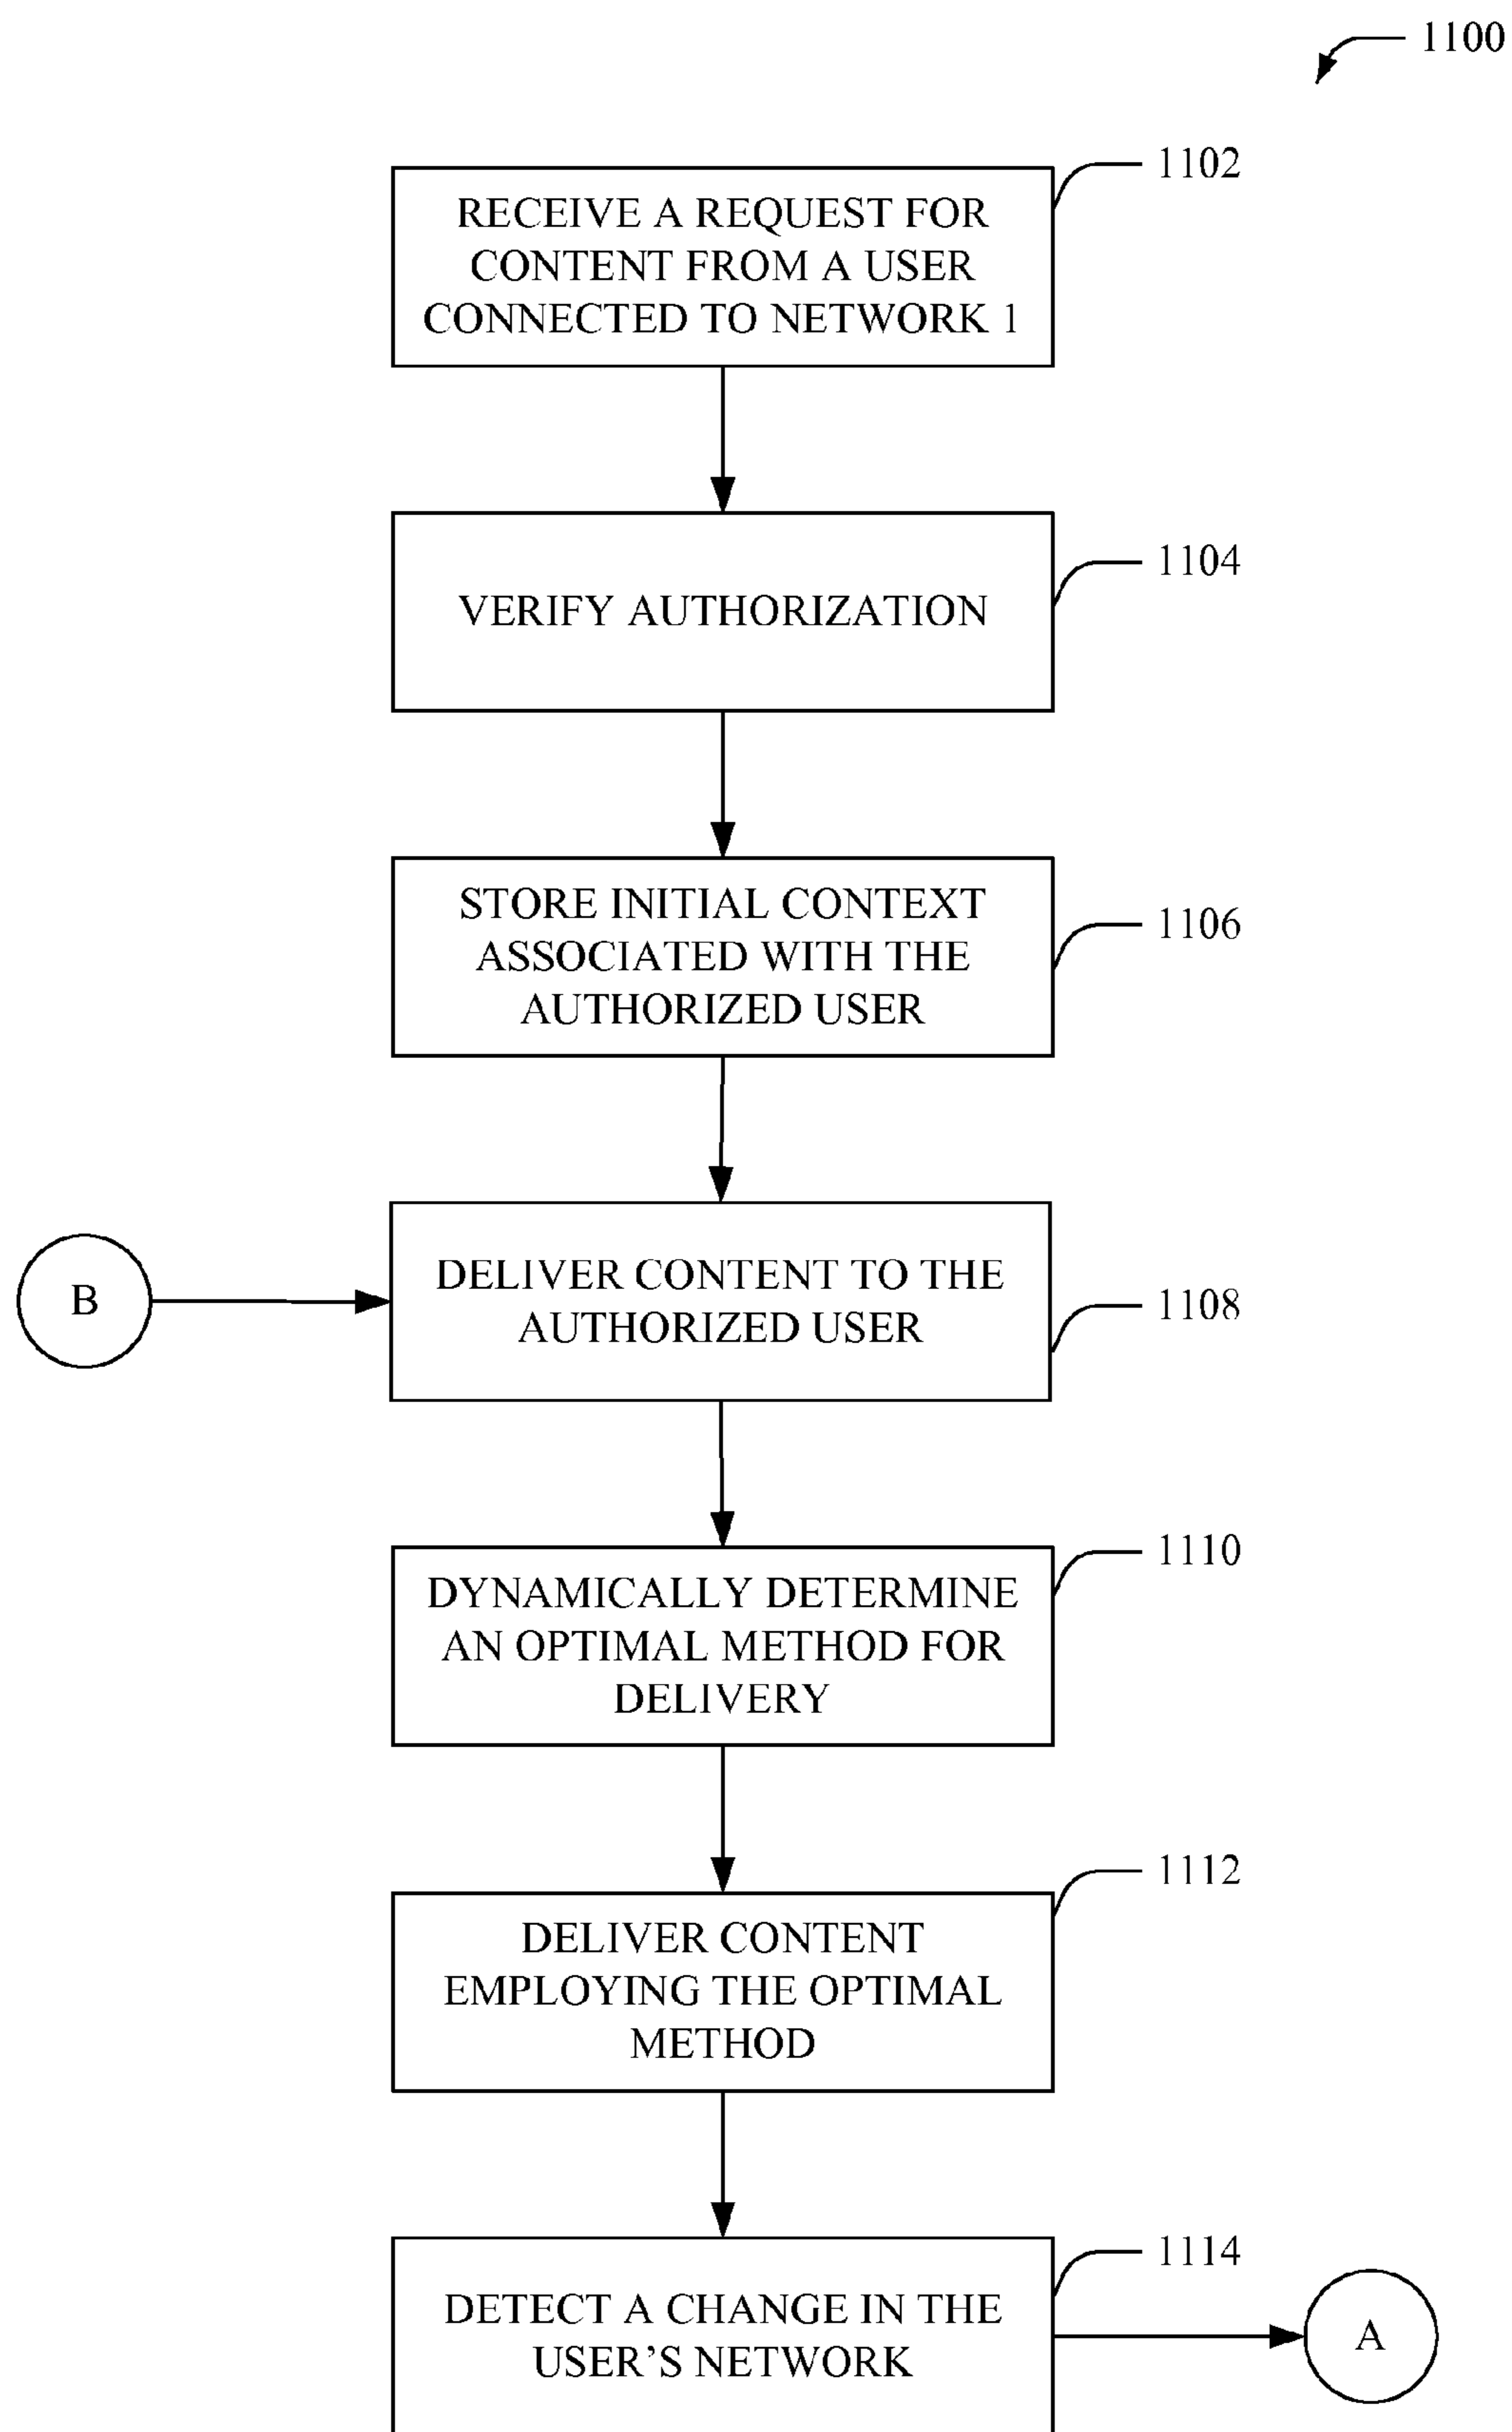 1100
1102
RECEIVE A REQUEST FOR
CONTENT FROM A USER
CONNECTED TO NETWORK 1
1104
VERIFY AUTHORIZATION
1106
STORE INITIAL CONTEXT
ASSOCIATED WITH THE
AUTHORIZED USER
B
DELIVER CONTENT TO THE
AUTHORIZED USER
1108
1110
DYNAMICALLY DETERMINE
AN OPTIMAL METHOD FOR
DELIVERY
1112
DELIVER CONTENT
EMPLOYING THE OPTIMAL
METHOD
1114
DETECT A CHANGE IN THE
USER’S NETWORK
A